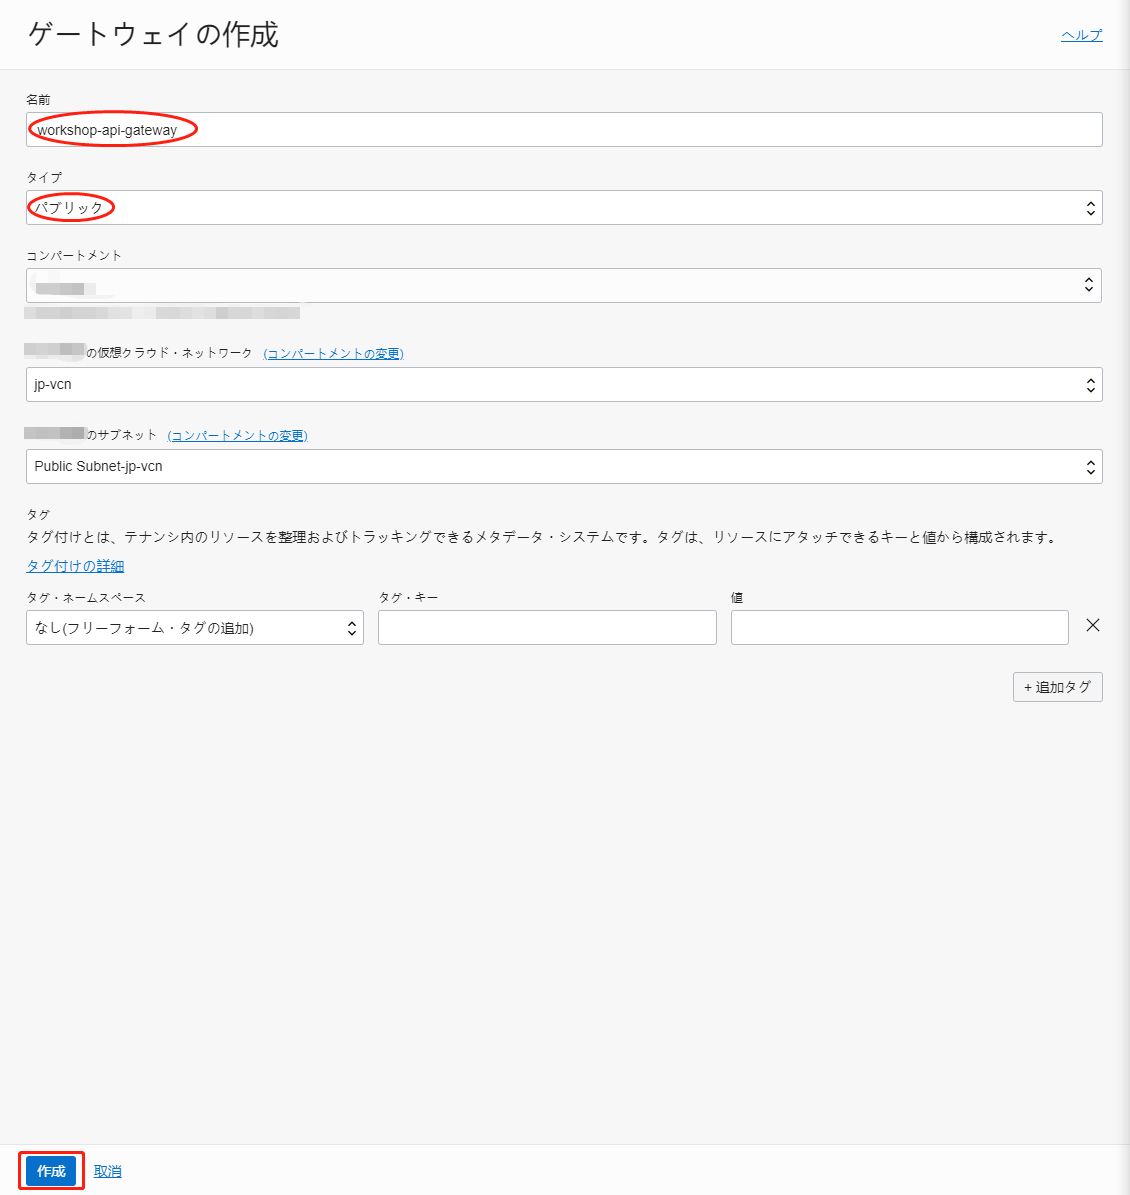 ゲートウェイの作成
ヘルプ
名前
workshop-api-gateway
タイプ
パブリック
コンパートメント
の仮想クラウド・ネットワーク (コンパートメントの変更)
jp-vcn
のサブネット (コンパートメントの変更)
Public Subnet-jp-vcn
タグ
タグ付けとは、テナンシ内のリソースを整理およびトラッキングできるメタデータ・システムです。タグは、リソースにアタッチできるキーと値から構成されます。
タグ付けの詳細
タグ・ネームスペース タグ・キー 値
なし(フリーフォーム・タグの追加)
+ 追加タグ
作成 取消